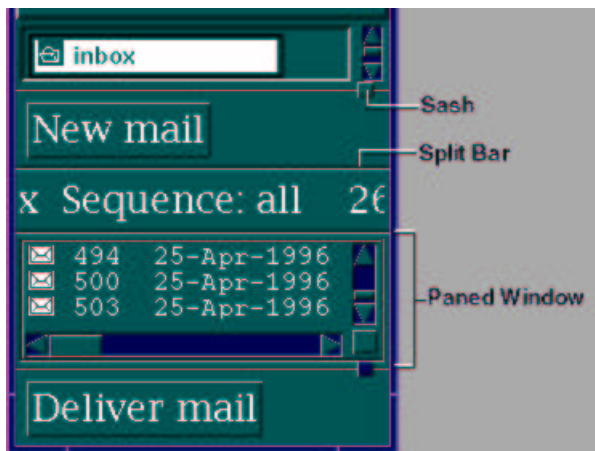 inbox
Sash
New mail
Split Bar
x Sequence: all 26
494 25-Apr-1996
500 25-Apr-1996
503 25-Apr-1996
Paned Window
Deliver mail